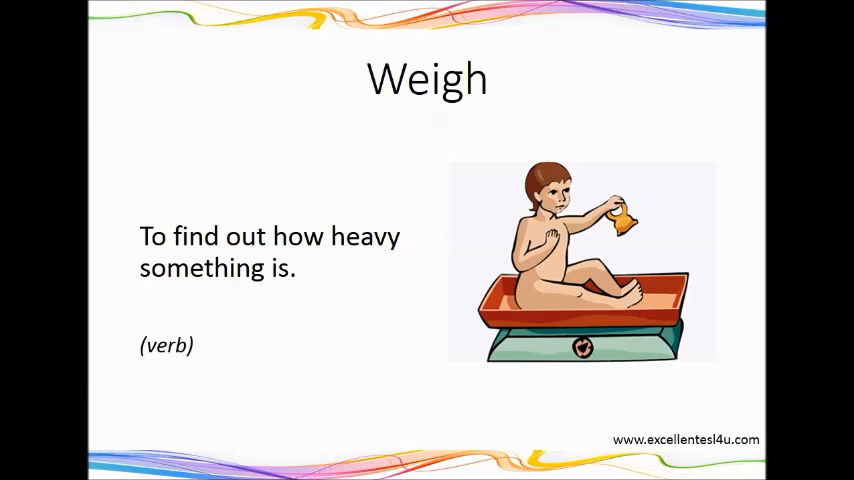 Weigh
To find out how heavy
something is.
(verb)
www.excellentesl4u.com